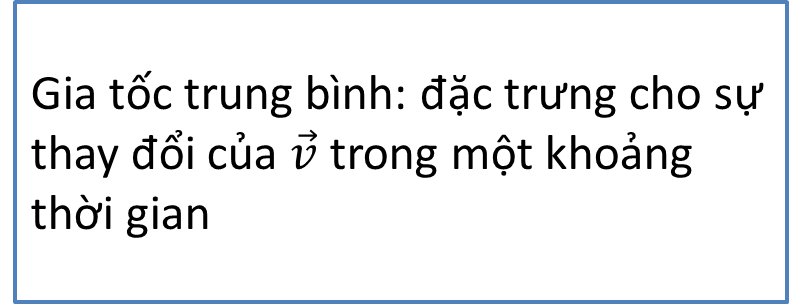 Gia tốc trung bình: đặc trưng cho sự
thay đổi của v⃗ trong một khoảng
thời gian